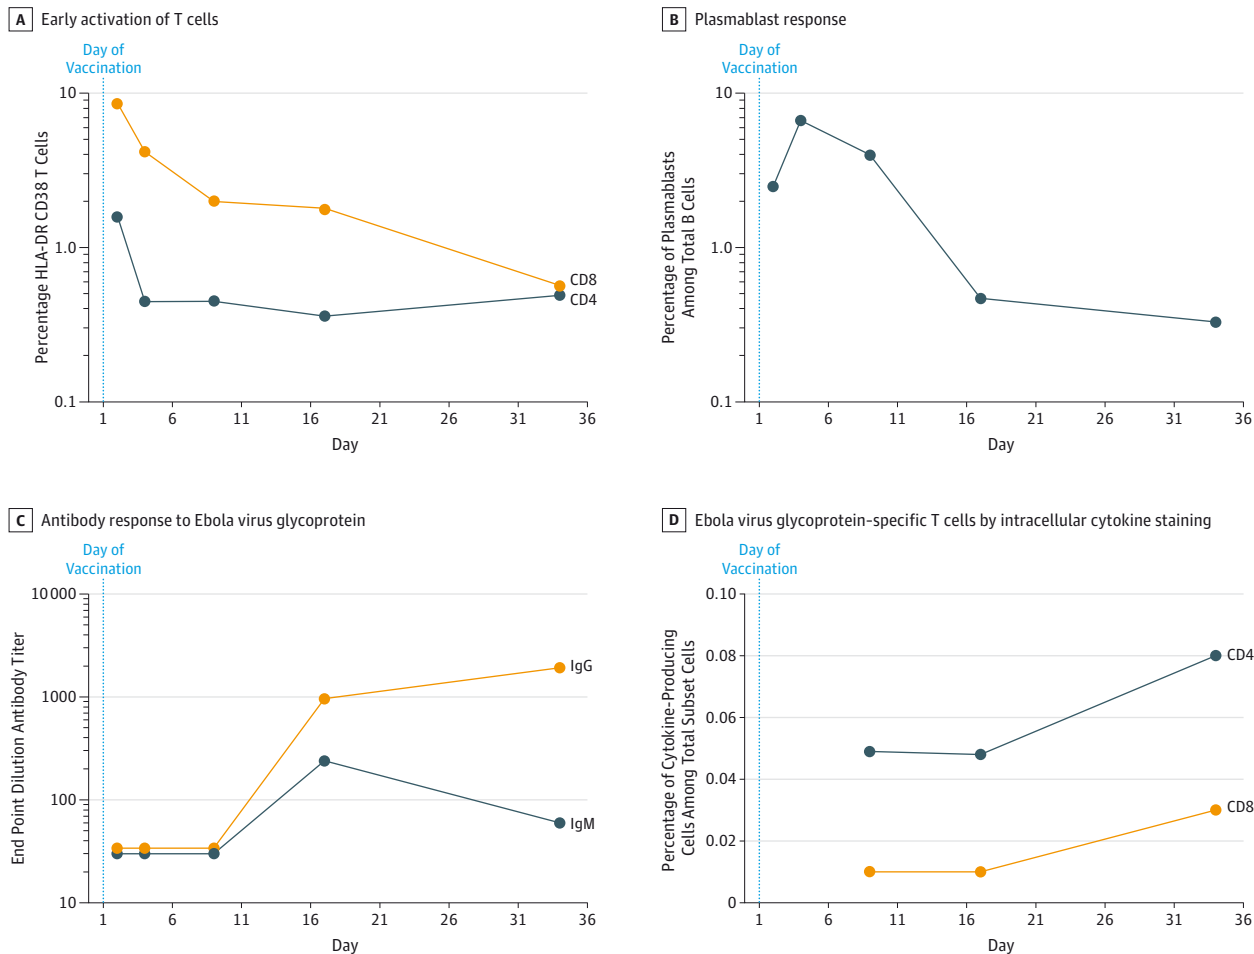 A Early activation of T cells
Day of
Vaccination
Percentage HLA-DR CD38 T Cells
10
1.0
0.1
CD8
CD4
1 6 11 16 21 26 31 36
Day
B Plasmablast response
Day of
Vaccination
Percentage of Plasmablasts
Among Total B Cells
10
1.0
0.1
1 6 11 16 21 26 31 36
Day
C Antibody response to Ebola virus glycoprotein
Day of
Vaccination
End Point Dilution Antibody Titer
10 000
1000
100
10
IgG
IgM
1 6 11 16 21 26 31 36
Day
D Ebola virus glycoprotein-specific T cells by intracellular cytokine staining
Day of
Vaccination
Percentage of Cytokine-Producing
Cells Among Total Subset Cells
0.10
0.08
0.06
0.04
0.02
0
CD4
CD8
1 6 11 16 21 26 31 36
Day